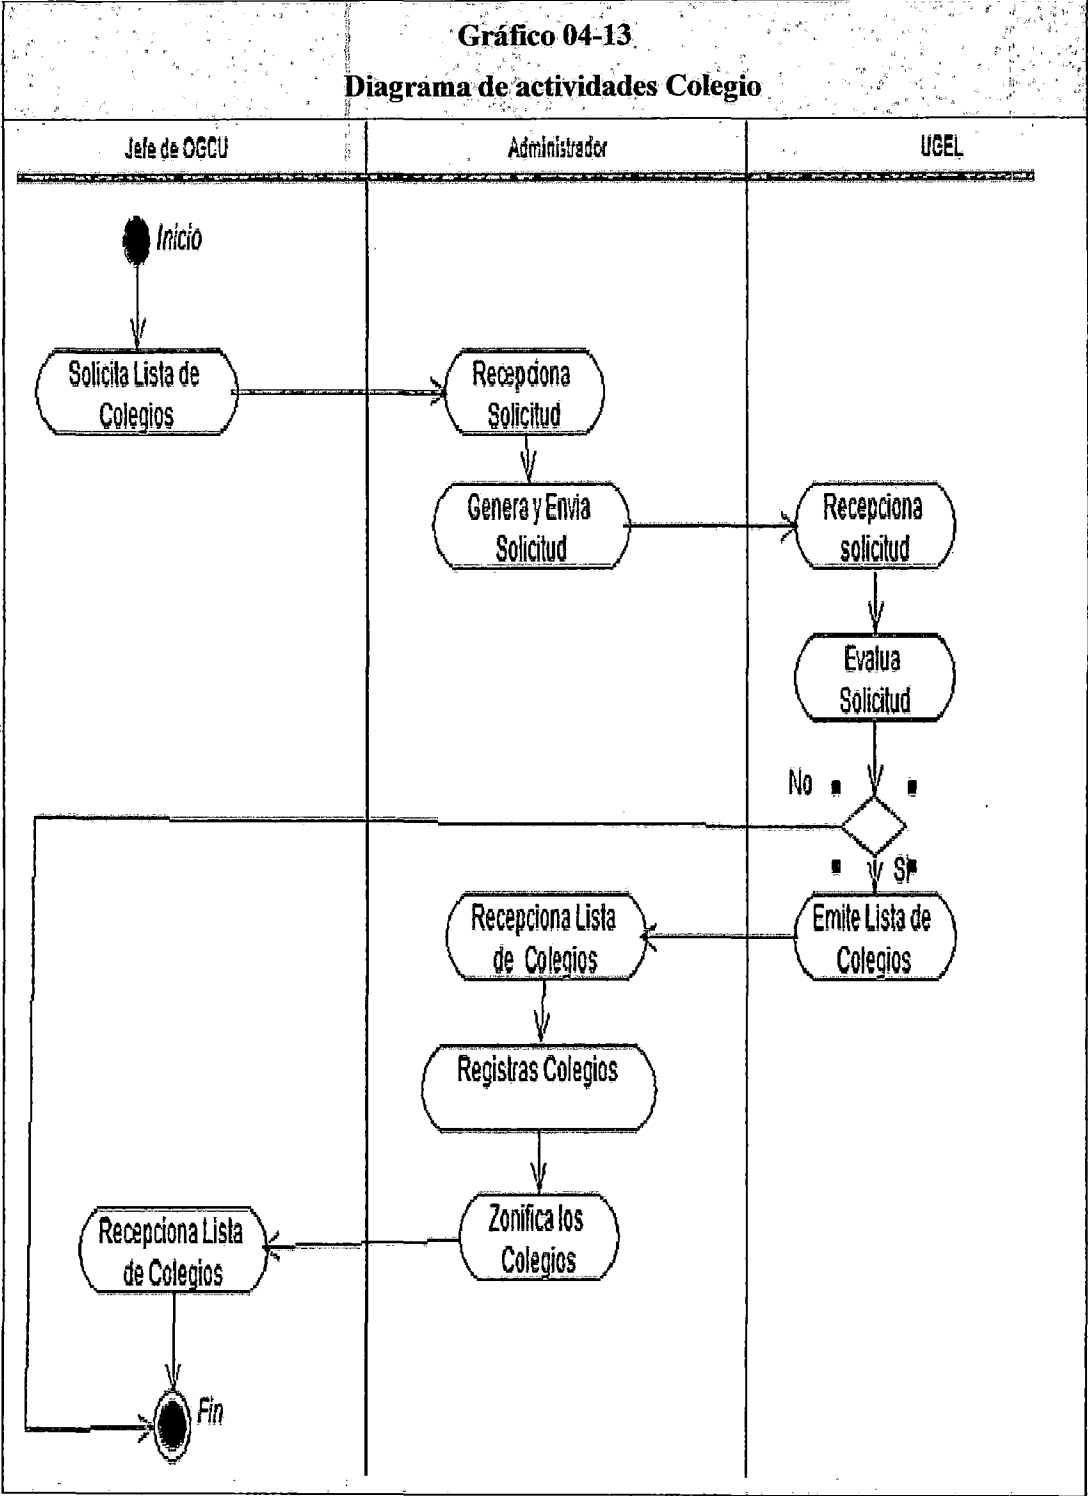 Gráfico 04-13
Diagrama de actividades Colegio
Jefe de OGCU
Administrador
UGEL
Inicio
Solicita Lista de
Colegios
Recepciona
Solicitud
Genera y Envia
Solicitud
Recepciona
solicitud
Evalua
Solicitud
No
Si
Emite Lista de
Colegios
Recepciona Lista
de Colegios
Registras Colegios
Zonifica los
Colegios
Recepciona Lista
de Colegios
Fin